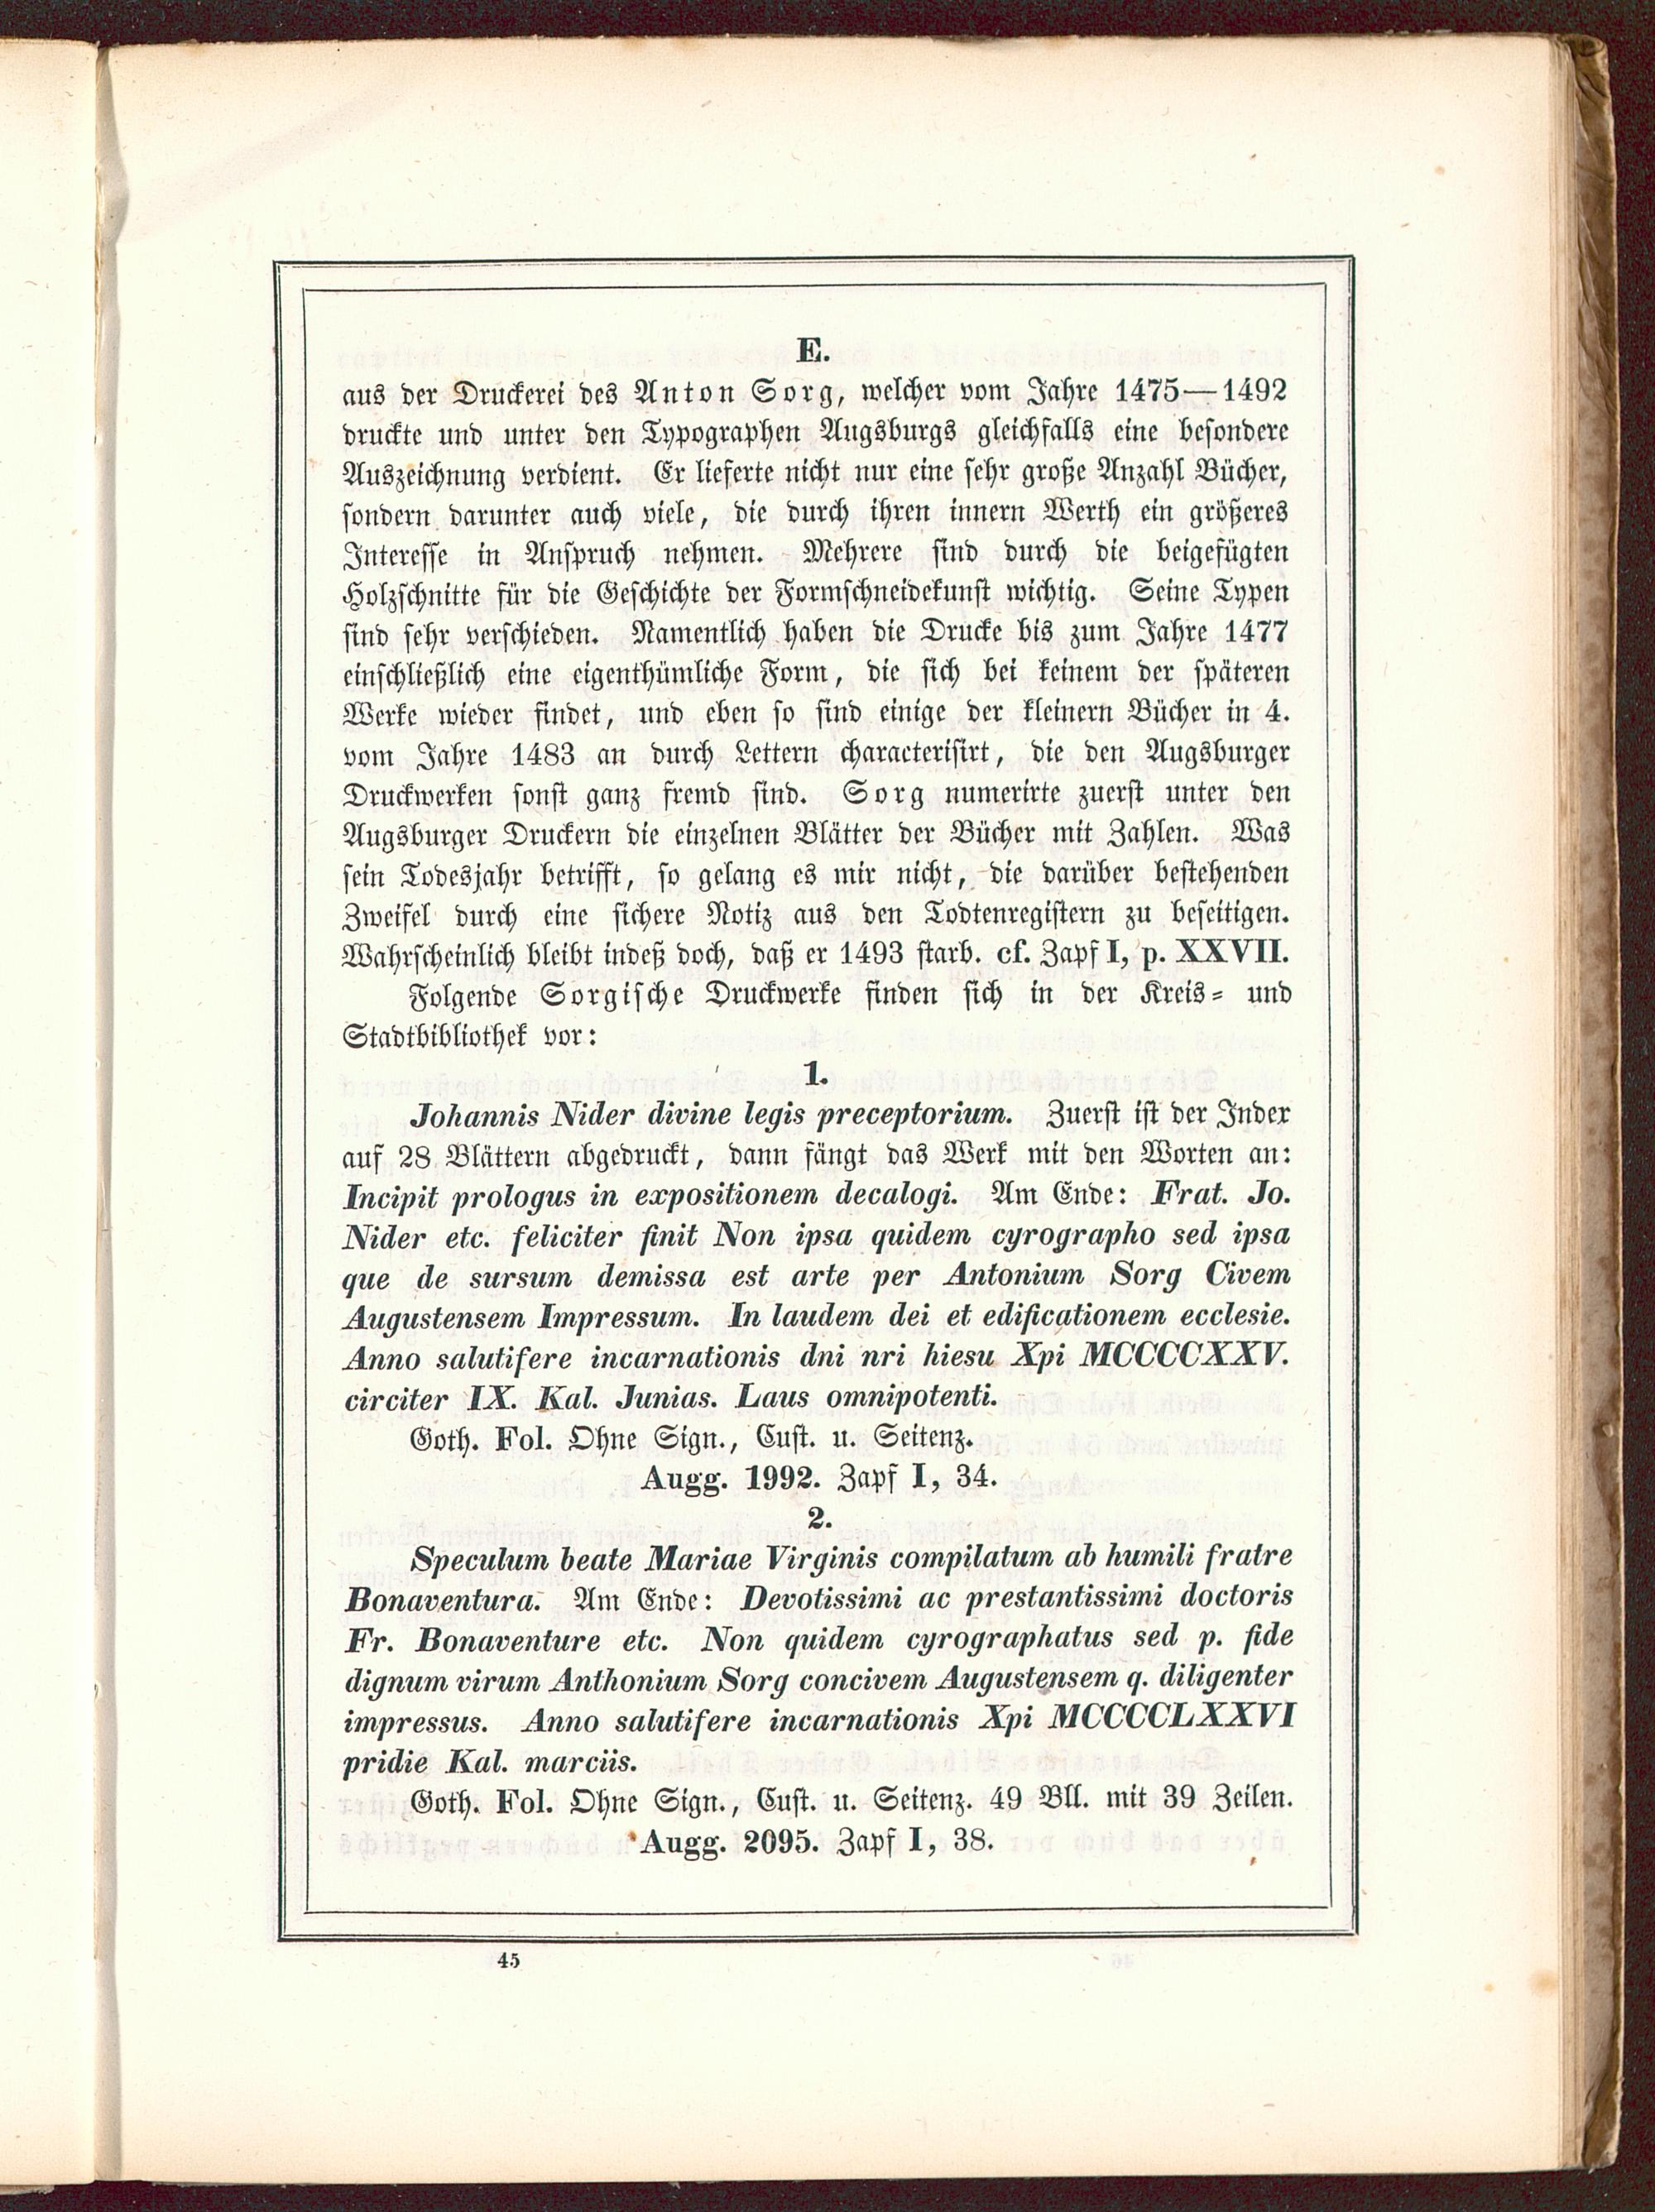 E.
aus der Druckerei des Anton Sorg, welcher vom Jahre 1475—1492
druckte und unter den Typographen Augsburgs gleichfalls eine besondere
Auszeichnung verdient. Er lieferte nicht nur eine sehr große Anzahl Bücher,
sondern darunter auch viele, die durch ihren innern Werth ein größeres
Interesse in Anspruch nehmen. Mehrere sind durch die beigefügten
Holzschnitte für die Geschichte der Formschneidekunst wichtig. Seine Typen
sind sehr verschieden. Namentlich haben die Drucke bis zum Jahre 1477
einschließlich eine eigenthümliche Form, die sich bei keinem der späteren
Werke wieder findet, und eben so sind einige der kleinern Bücher in 4.
vom Jahre 1483 an durch Lettern characterisirt, die den Augsburger
Druckwerken sonst ganz fremd sind. Sorg numerirte zuerst unter den
Augsburger Druckern die einzelnen Blätter der Bücher mit Zahlen. Was
sein Todesjahr betrifft, so gelang es mir nicht, die darüber bestehenden
Zweifel durch eine sichere Notiz aus den Todtenregistern zu beseitigen.
Wahrscheinlich bleibt indeß doch, daß er 1493 starb. cf. Zapf I, p. XXVII.
Folgende Sorgische Druckwerke finden sich in der Kreis- und
Stadtbibliothek vor:
1.
Johannis Nider divine legis preceptorium. Zuerst ist der Index
auf 28 Blättern abgedruckt, dann fängt das Werk mit den Worten an:
Incipit prologus in expositionem decalogi. Am Ende: Frat. Jo.
Nider etc. feliciter finit Non ipsa quidem cyrographo sed ipsa
que de sursum demissa est arte per Antonium Sorg Civem
Augustensem Impressum. In laudem dei et edificationem ecclesie.
Anno salutifere incarnationis dni nri hiesu Xpi MCCCCXXV.
circiter IX. Kal. Junias. Laus omnipotenti.
Goth. Fol. Ohne Sign., Cust. u. Seitenz.
Augg. 1992. Zapf I, 34.
2.
Speculum beate Mariae Virginis compilatum ab humili fratre
Bonaventura. Am Ende: Devotissimi ac prestantissimi doctoris
Fr. Bonaventure etc. Non quidem cyrographatus sed p. fide
dignum virum Anthonium Sorg concivem Augustensem q. diligenter
impressus. Anno salutifere incarnationis Xpi MCCCCLXXVI
pridie Kal. marciis.
Goth. Fol. Ohne Sign., Cust. u. Seitenz. 49 Bll. mit 39 Zeilen.
Augg. 2095. Zapf I, 38.
45